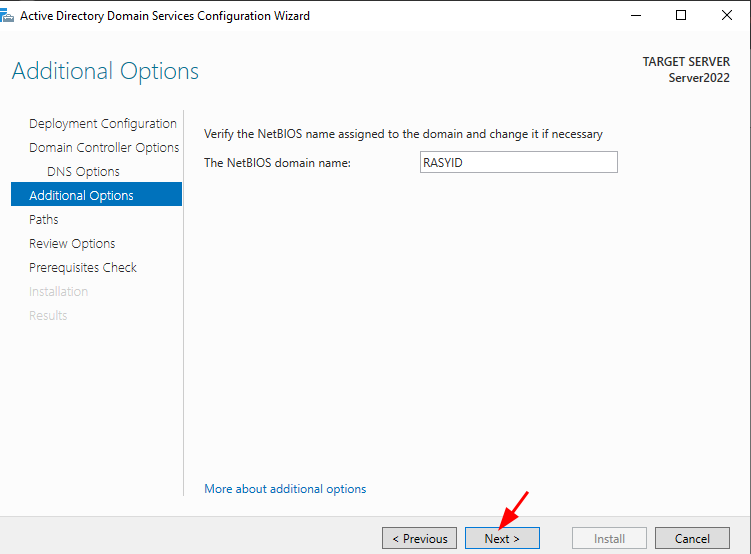 Active Directory Domain Services Configuration Wizard
Additional Options
TARGET SERVER
Server2022
Deployment Configuration
Domain Controller Options
DNS Options
Additional Options
Paths
Review Options
Prerequisites Check
Installation
Results
Verify the NetBIOS name assigned to the domain and change it if necessary
The NetBIOS domain name: RASYID
More about additional options
< Previous Next > Install Cancel